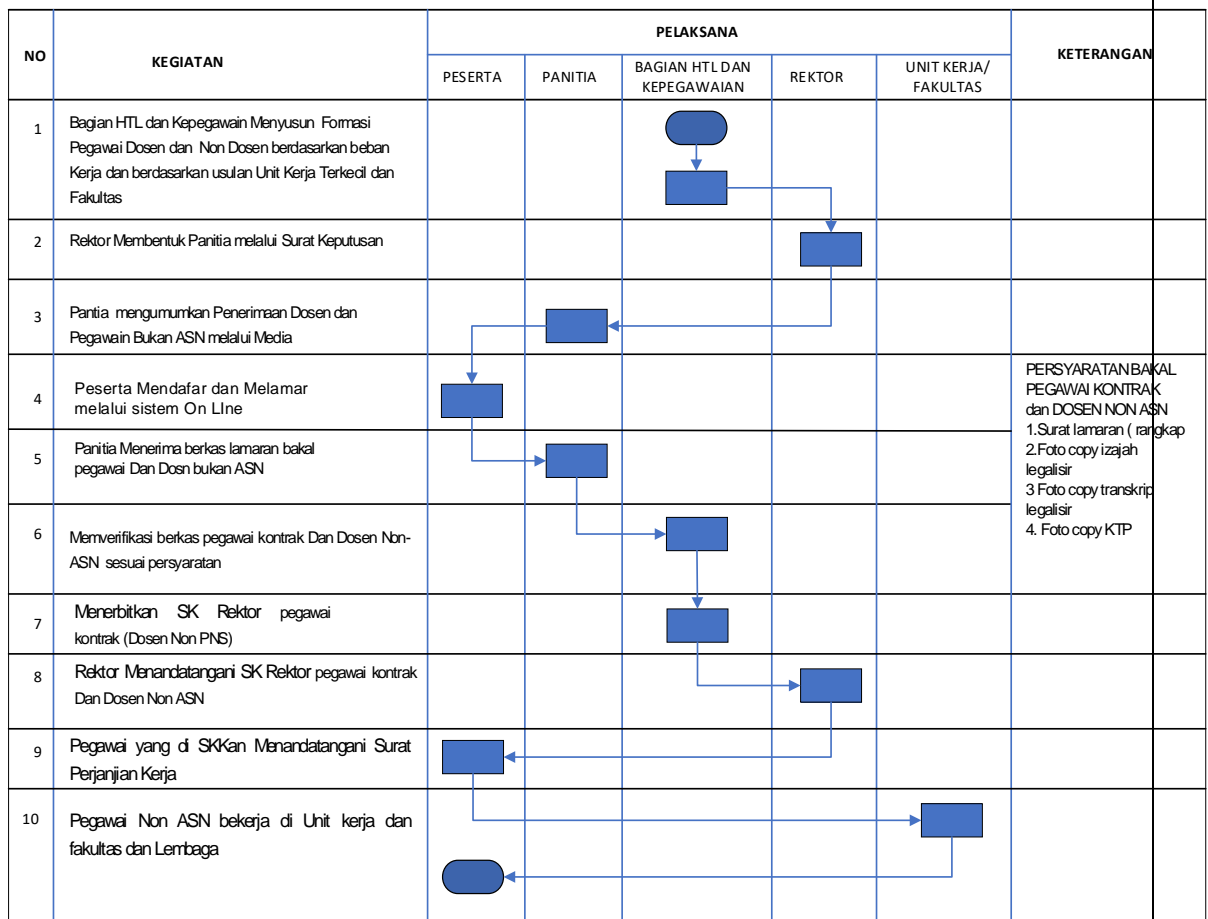 NO
KEGIATAN
PELAKSANA
KETERANGAN
PESERTA
PANITIA
BAGIAN HTL DAN
KEPEGAWAIAN
REKTOR
UNIT KERJA/
FAKULTAS
1
Bagian HTL dan Kepegawain Menyusun Formasi
Pegawai Dosen dan Non Dosen berdasarkan beban
Kerja dan berdasarkan usulan Unit Kerja Terkecil dan
Fakultas
2
Rektor Membentuk Panitia melalui Surat Keputusan
3
Pantia mengumumkan Penerimaan Dosen dan
Pegawain Bukan ASN melalui Media
4
Peserta Mendafar dan Melamar
melalui sistem On LIne
5
Panitia Menerima berkas lamaran bakal
pegawai Dan Dosn bukan ASN
6
Memverifikasi berkas pegawai kontrak Dan Dosen Non-
ASN sesuai persyaratan
7
Menerbitkan SK Rektor pegawai
kontrak (Dosen Non PNS)
8
Rektor Menandatangani SK Rektor pegawai kontrak
Dan Dosen Non ASN
9
Pegawai yang di SKKan Menandatangani Surat
Perjanjian Kerja
10
Pegawai Non ASN bekerja di Unit kerja dan
fakultas dan Lembaga
PERSYARATAN BAKAL
PEGAWAI KONTRAK
dan DOSEN NON ASN
1.Surat lamaran ( rangkap
2.Foto copy izajah
legalisir
3 Foto copy transkrip
legalisir
4. Foto copy KTP